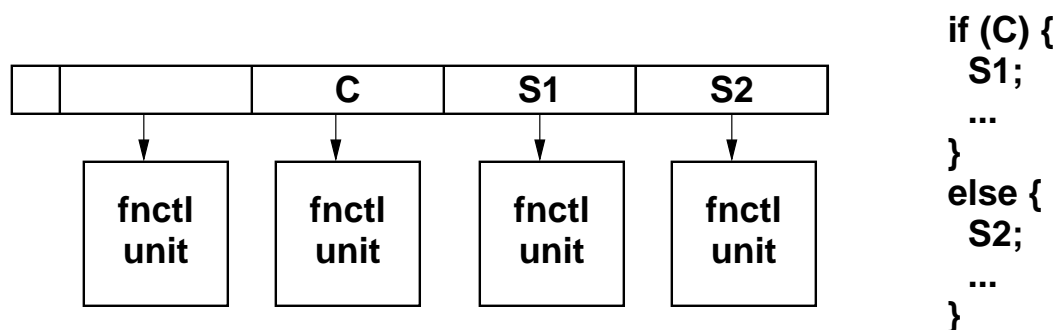 C S1 S2
fnctl fnctl fnctl fnctl
unit unit unit unit
if (C) {
S1;
...
}
else {
S2;
...
}